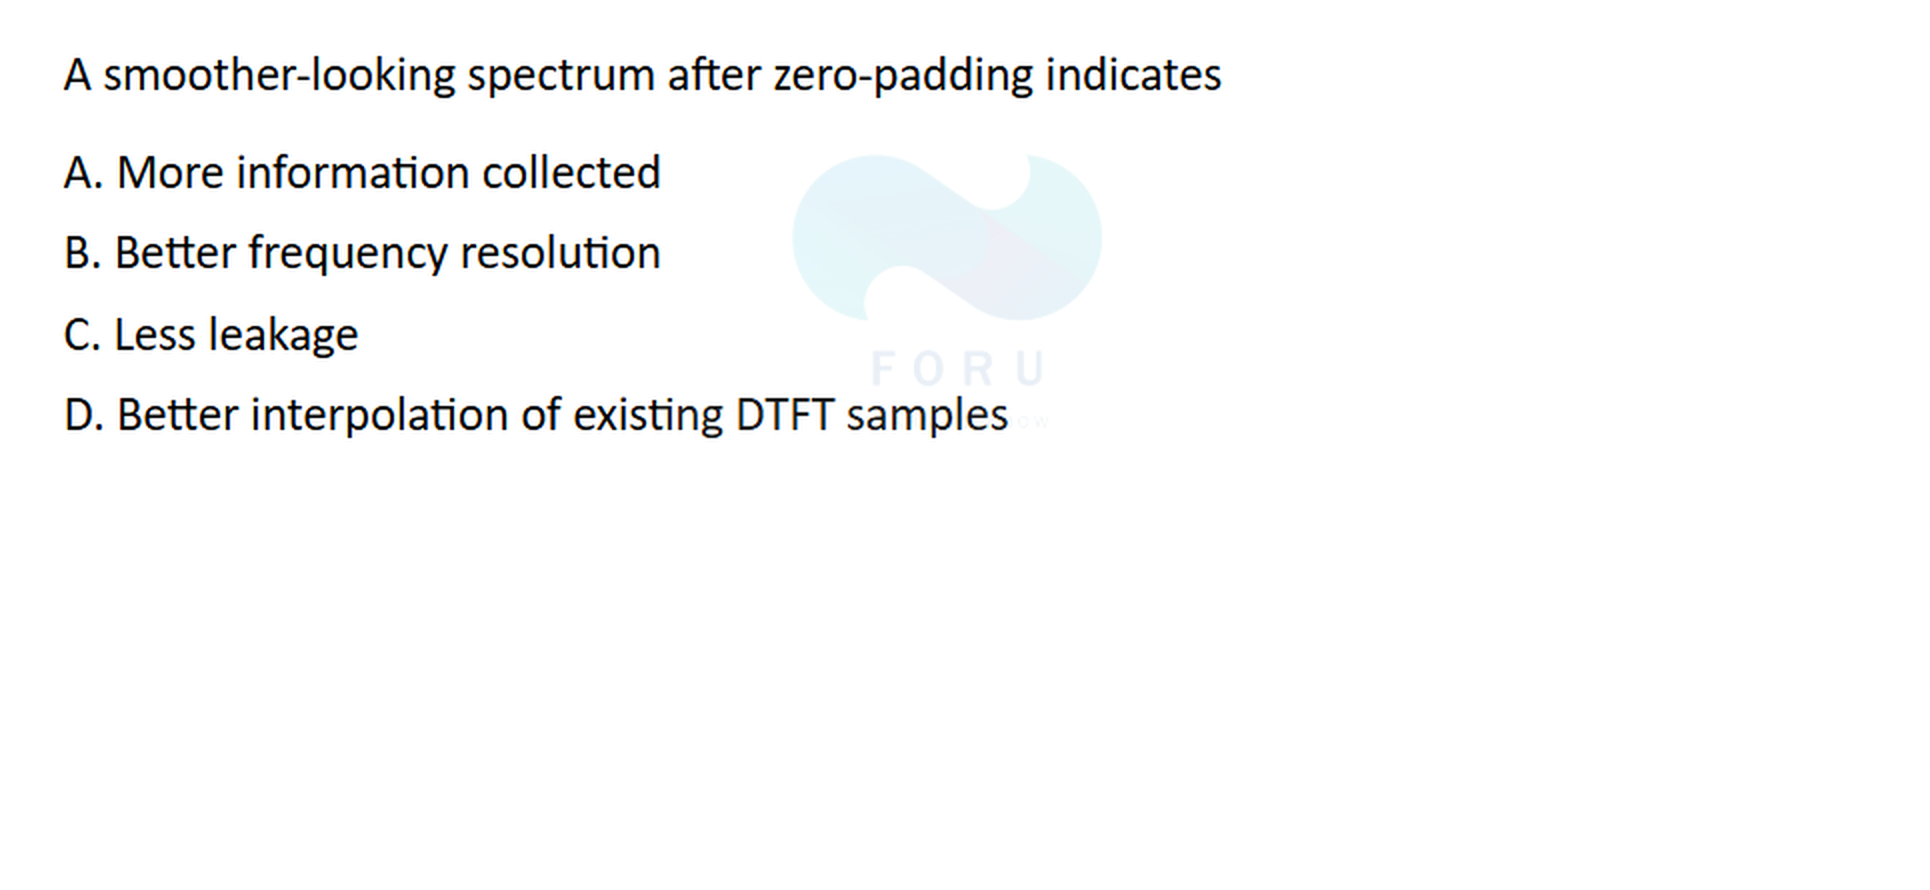 A smoother-looking spectrum after zero-padding indicates
A. More information collected
B. Better frequency resolution
C. Less leakage
D. Better interpolation of existing DTFT samples
FORU